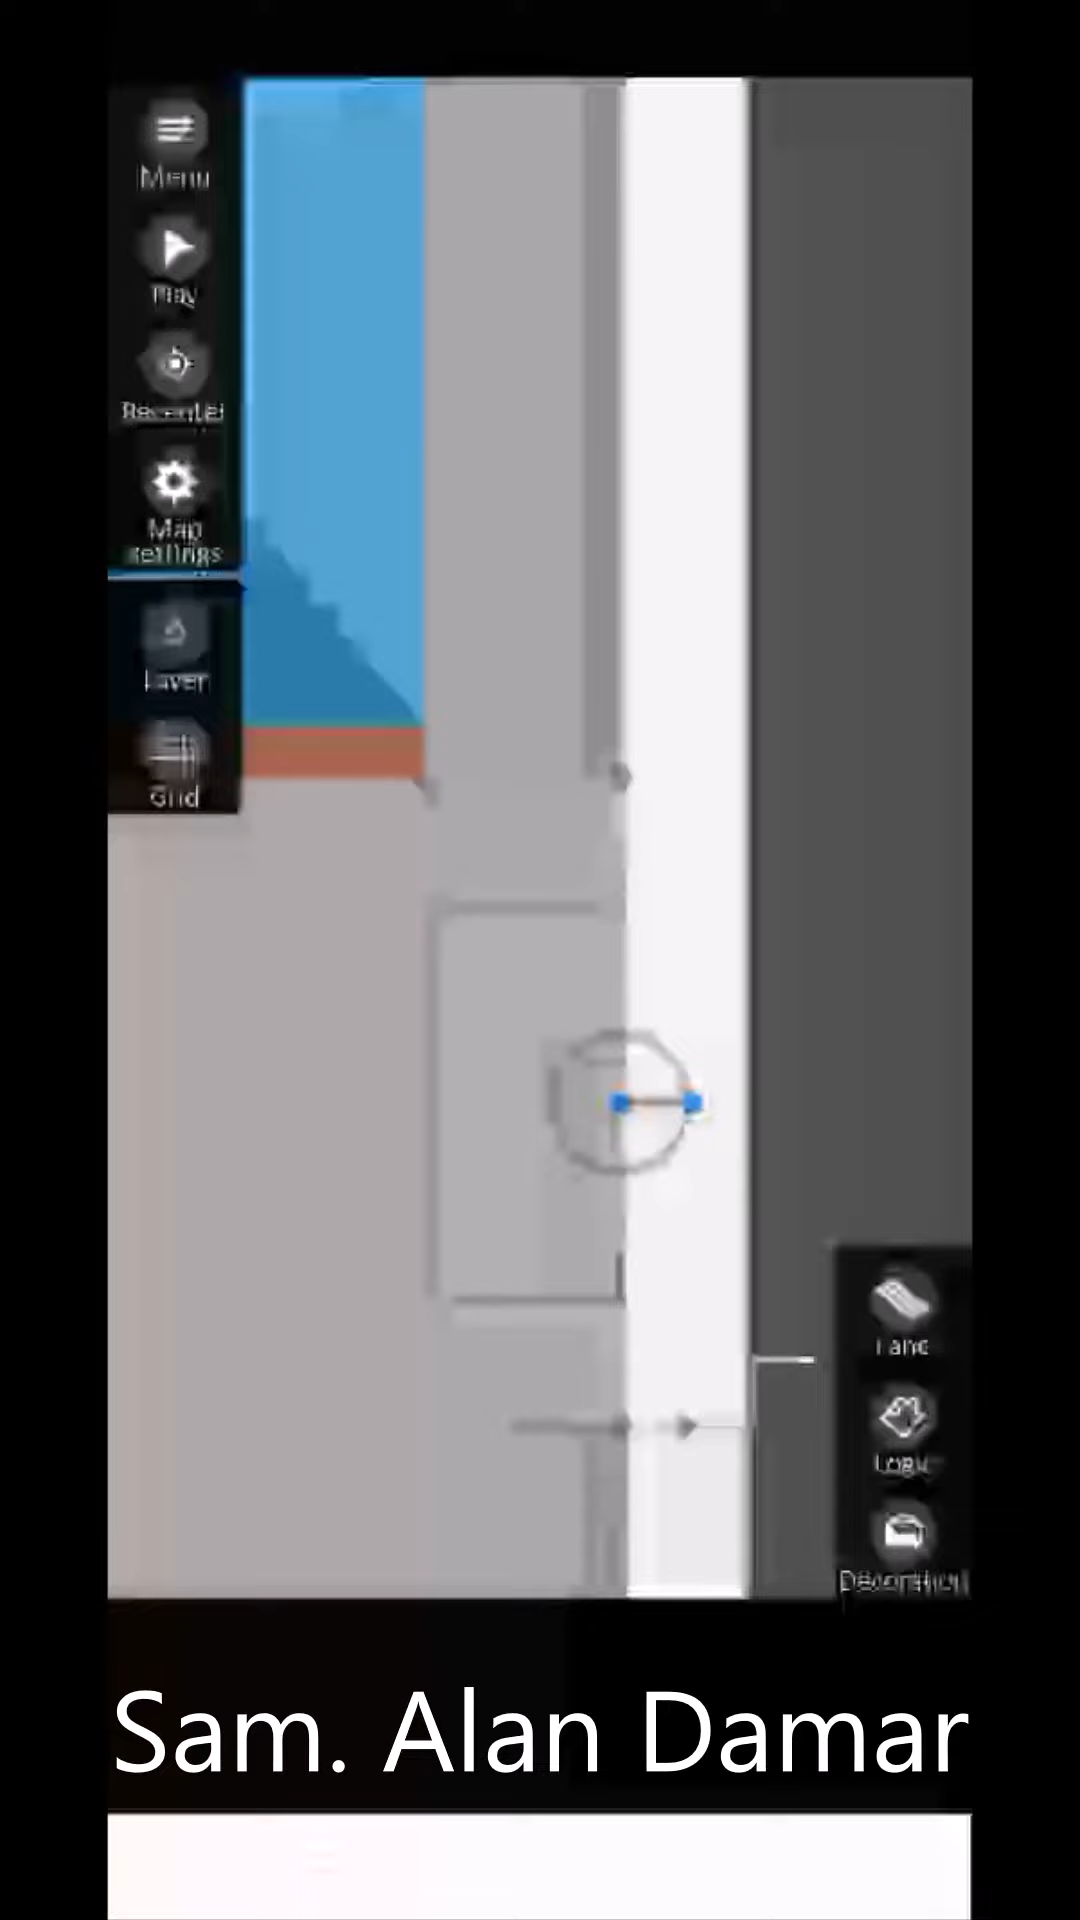 Menu
Play
Recenter
Map
settings
Layer
Grid
Lane
Logic
Decoration
Sam. Alan Damar